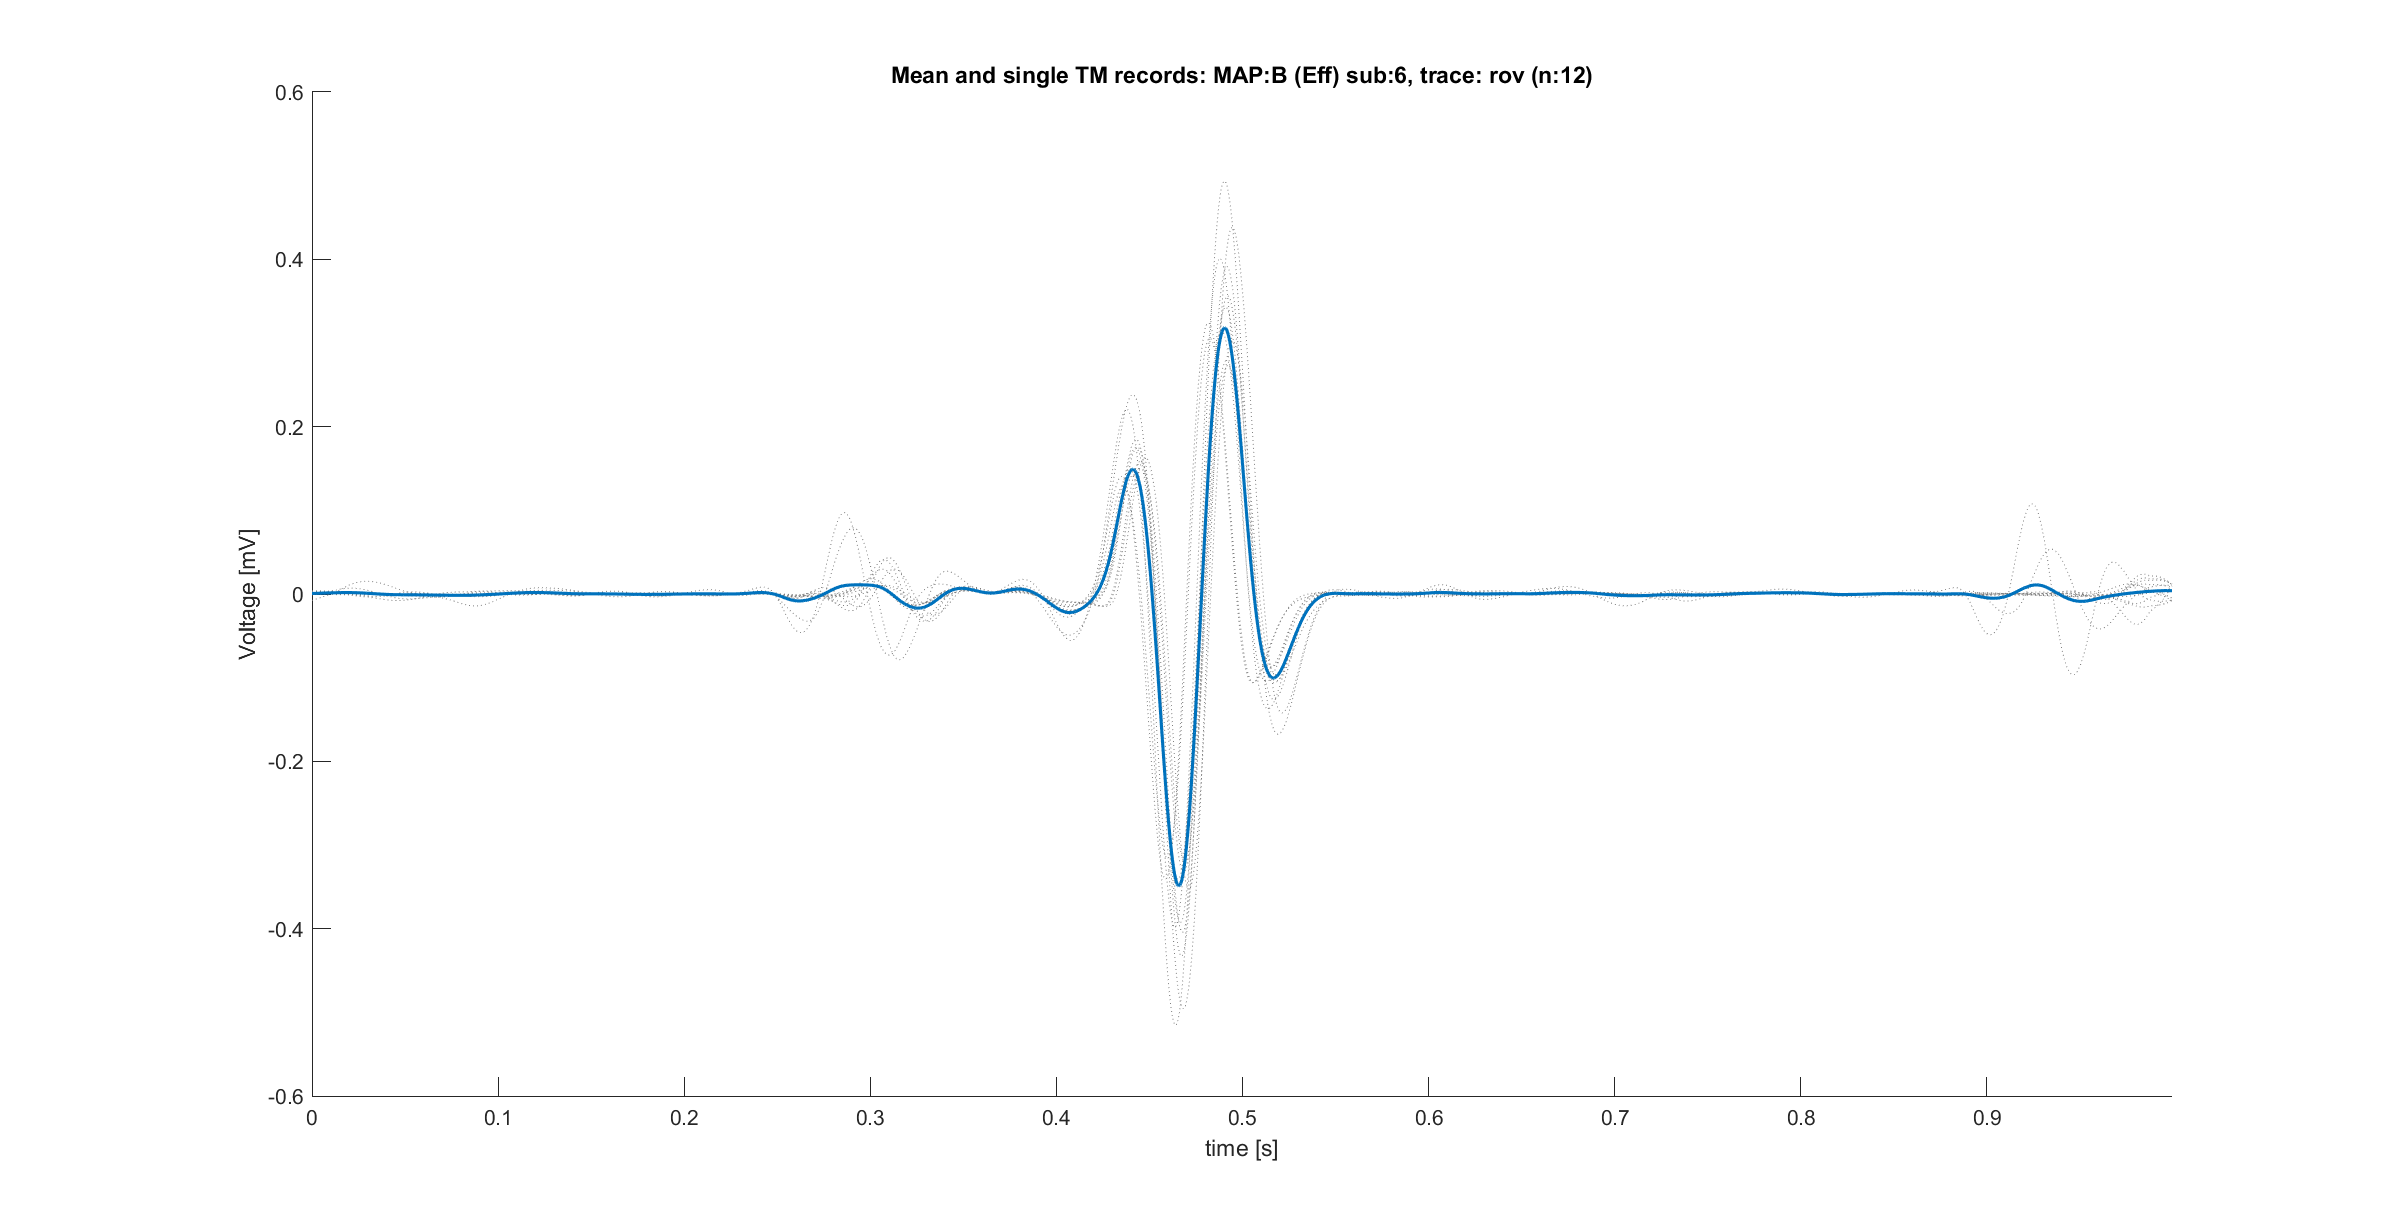 Mean and single TM records: MAP:B (Eff) sub:6, trace: rov (n:12)
0.6
0.4
0.2
0
-0.2
-0.4
-0.6
Voltage [mV]
0 0.1 0.2 0.3 0.4 0.5 0.6 0.7 0.8 0.9
time [s]